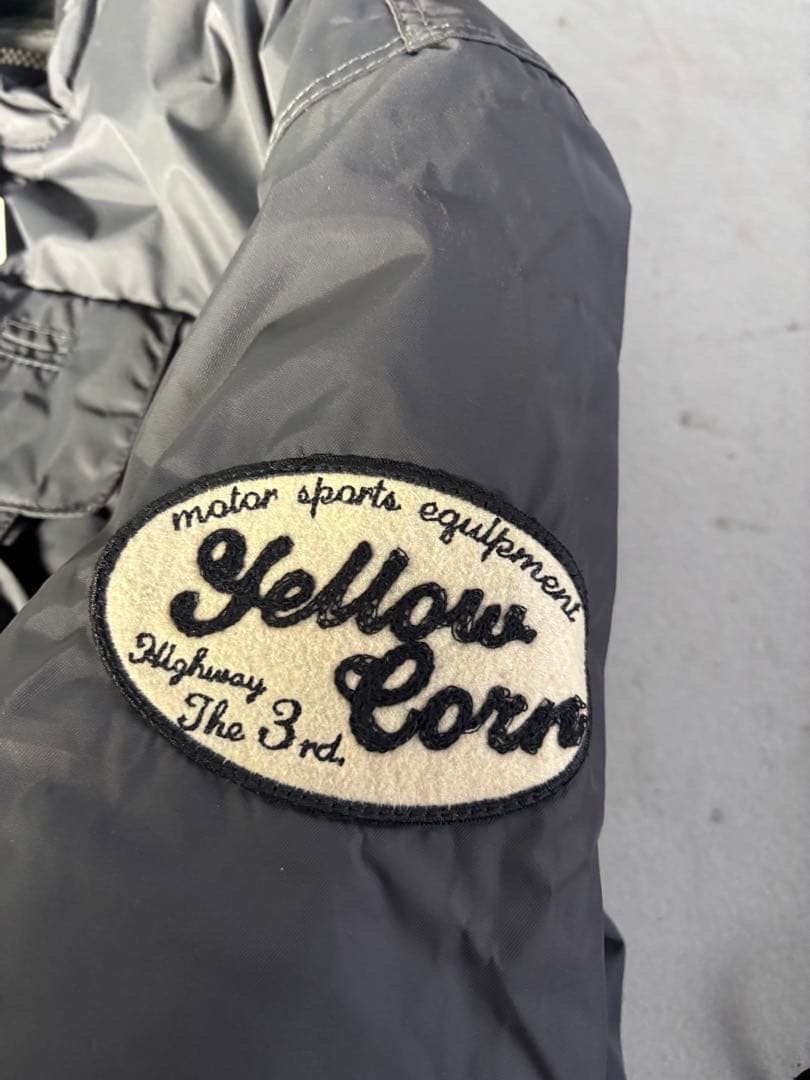 motor sports equipment
Yellow
Corn
Highway
The 3rd.